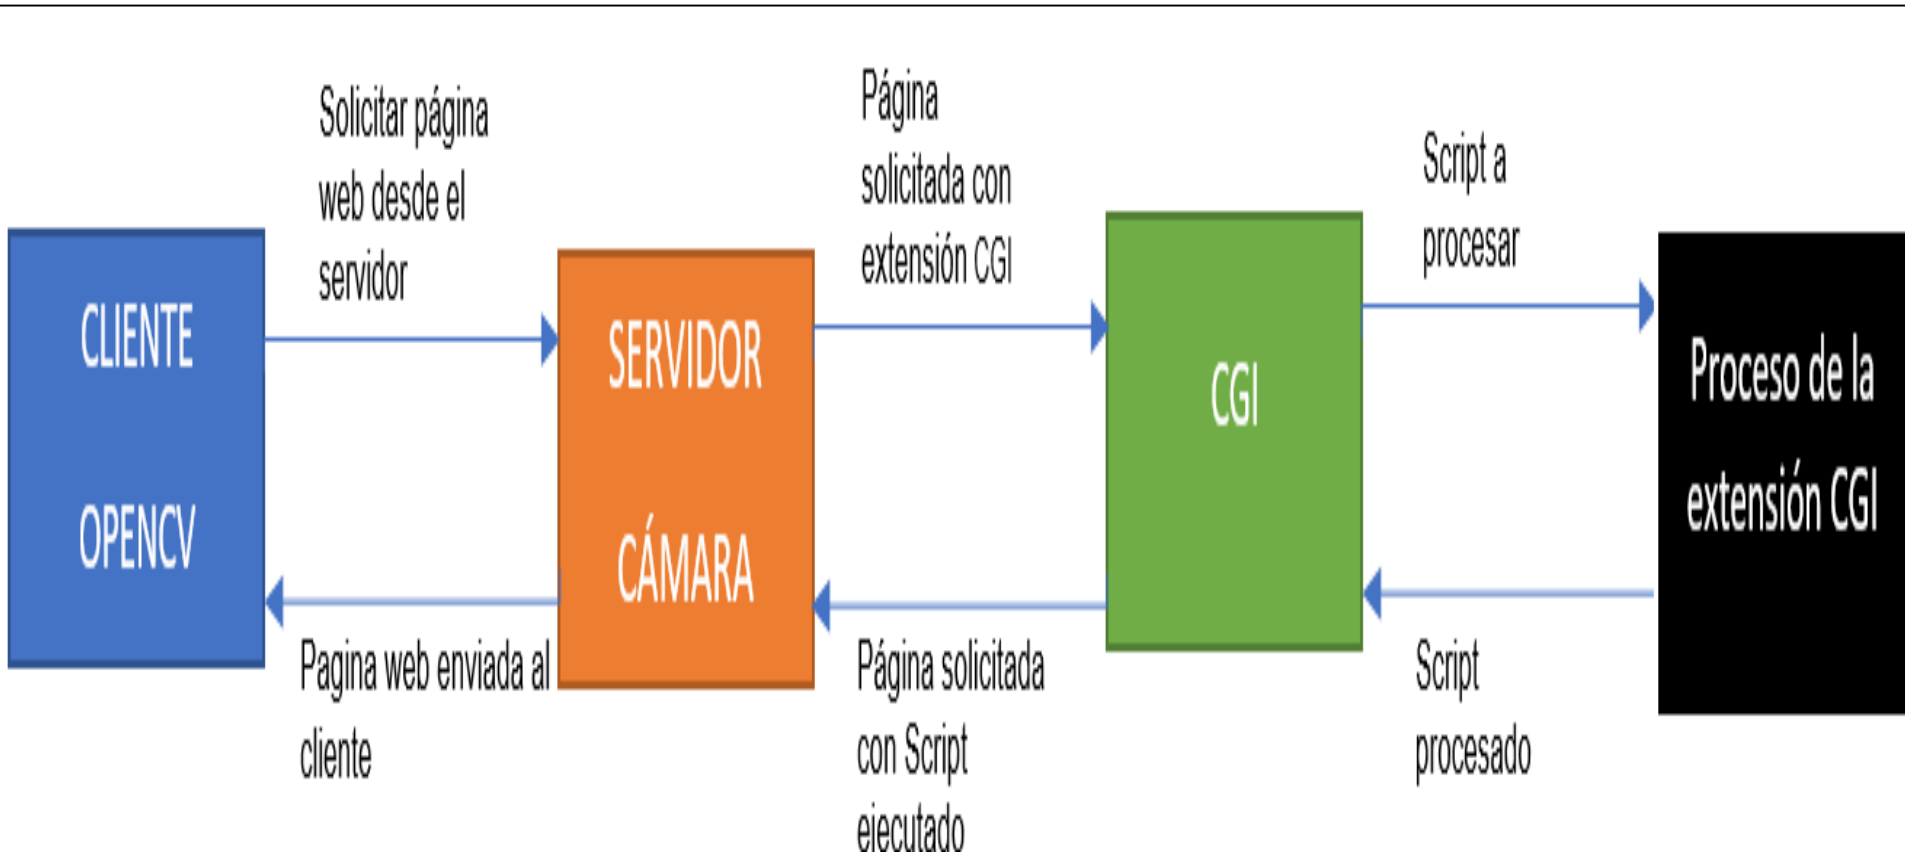 Solicitar página
web desde el
servidor
Página
solicitada con
extensión CGI
Script a
procesar
CLIENTE
OPENCV
SERVIDOR
CÁMARA
CGI
Proceso de la
extensión CGI
Pagina web enviada al
cliente
Página solicitada
con Script
ejecutado
Script
procesado